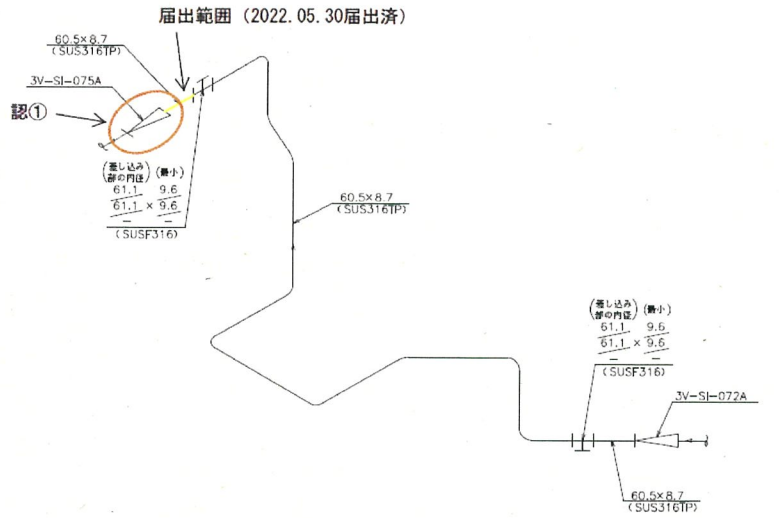 届出範囲（2022.05.30届出済）
60.5×8.7
(SUS316TP)
3V-SI-075A
認①
(差し込み部の内径) (最小)
61.1 9.6
61.1 × 9.6
— —
(SUSF316)
60.5×8.7
(SUS316TP)
(差し込み部の内径) (最小)
61.1 9.6
61.1 × 9.6
— —
(SUSF316)
3V-SI-072A
60.5×8.7
(SUS316TP)